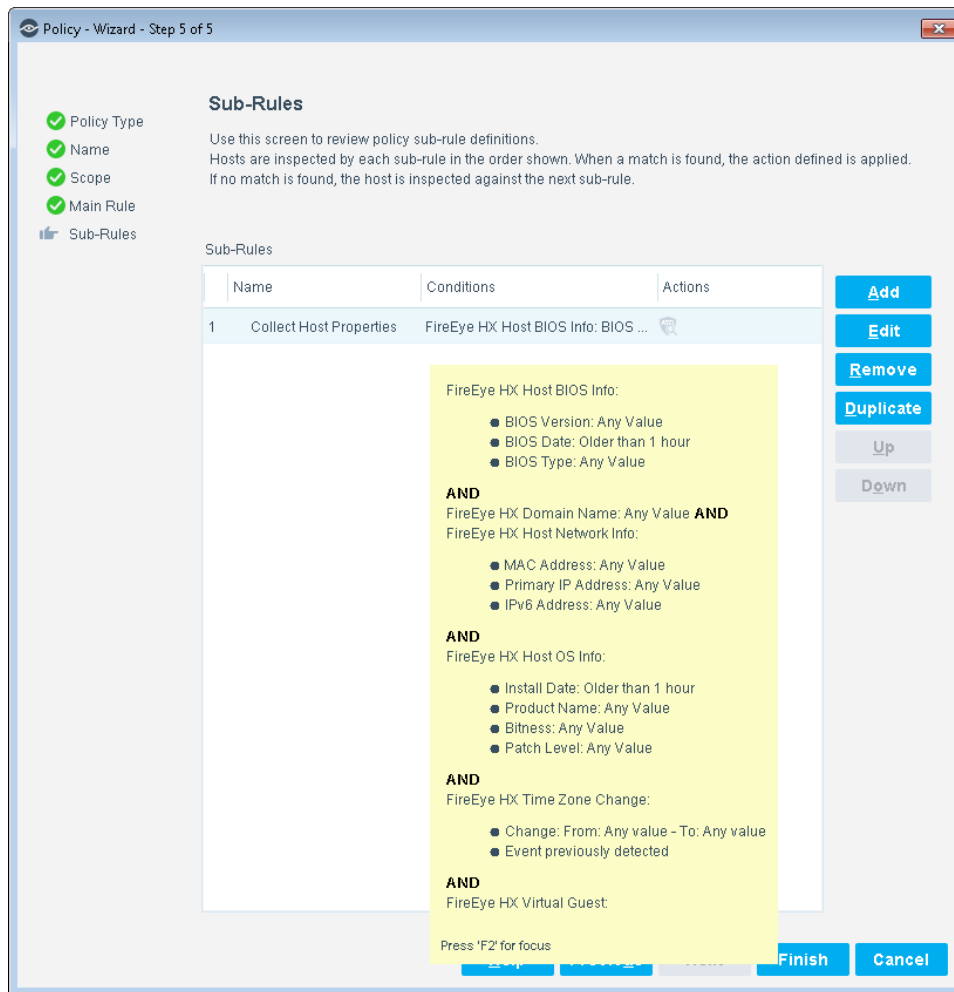 Policy - Wizard - Step 5 of 5
Policy Type
Name
Scope
Main Rule
Sub-Rules
Sub-Rules
Use this screen to review policy sub-rule definitions.
Hosts are inspected by each sub-rule in the order shown. When a match is found, the action defined is applied.
If no match is found, the host is inspected against the next sub-rule.
Sub-Rules
Name Conditions Actions
1 Collect Host Properties FireEye HX Host BIOS Info: BIOS ...
Add
Edit
Remove
Duplicate
Up
Down
FireEye HX Host BIOS Info:
BIOS Version: Any Value
BIOS Date: Older than 1 hour
BIOS Type: Any Value
AND
FireEye HX Domain Name: Any Value AND
FireEye HX Host Network Info:
MAC Address: Any Value
Primary IP Address: Any Value
IPv6 Address: Any Value
AND
FireEye HX Host OS Info:
Install Date: Older than 1 hour
Product Name: Any Value
Bitness: Any Value
Patch Level: Any Value
AND
FireEye HX Time Zone Change:
Change: From: Any value - To: Any value
Event previously detected
AND
FireEye HX Virtual Guest:
Press 'F2' for focus
Finish
Cancel